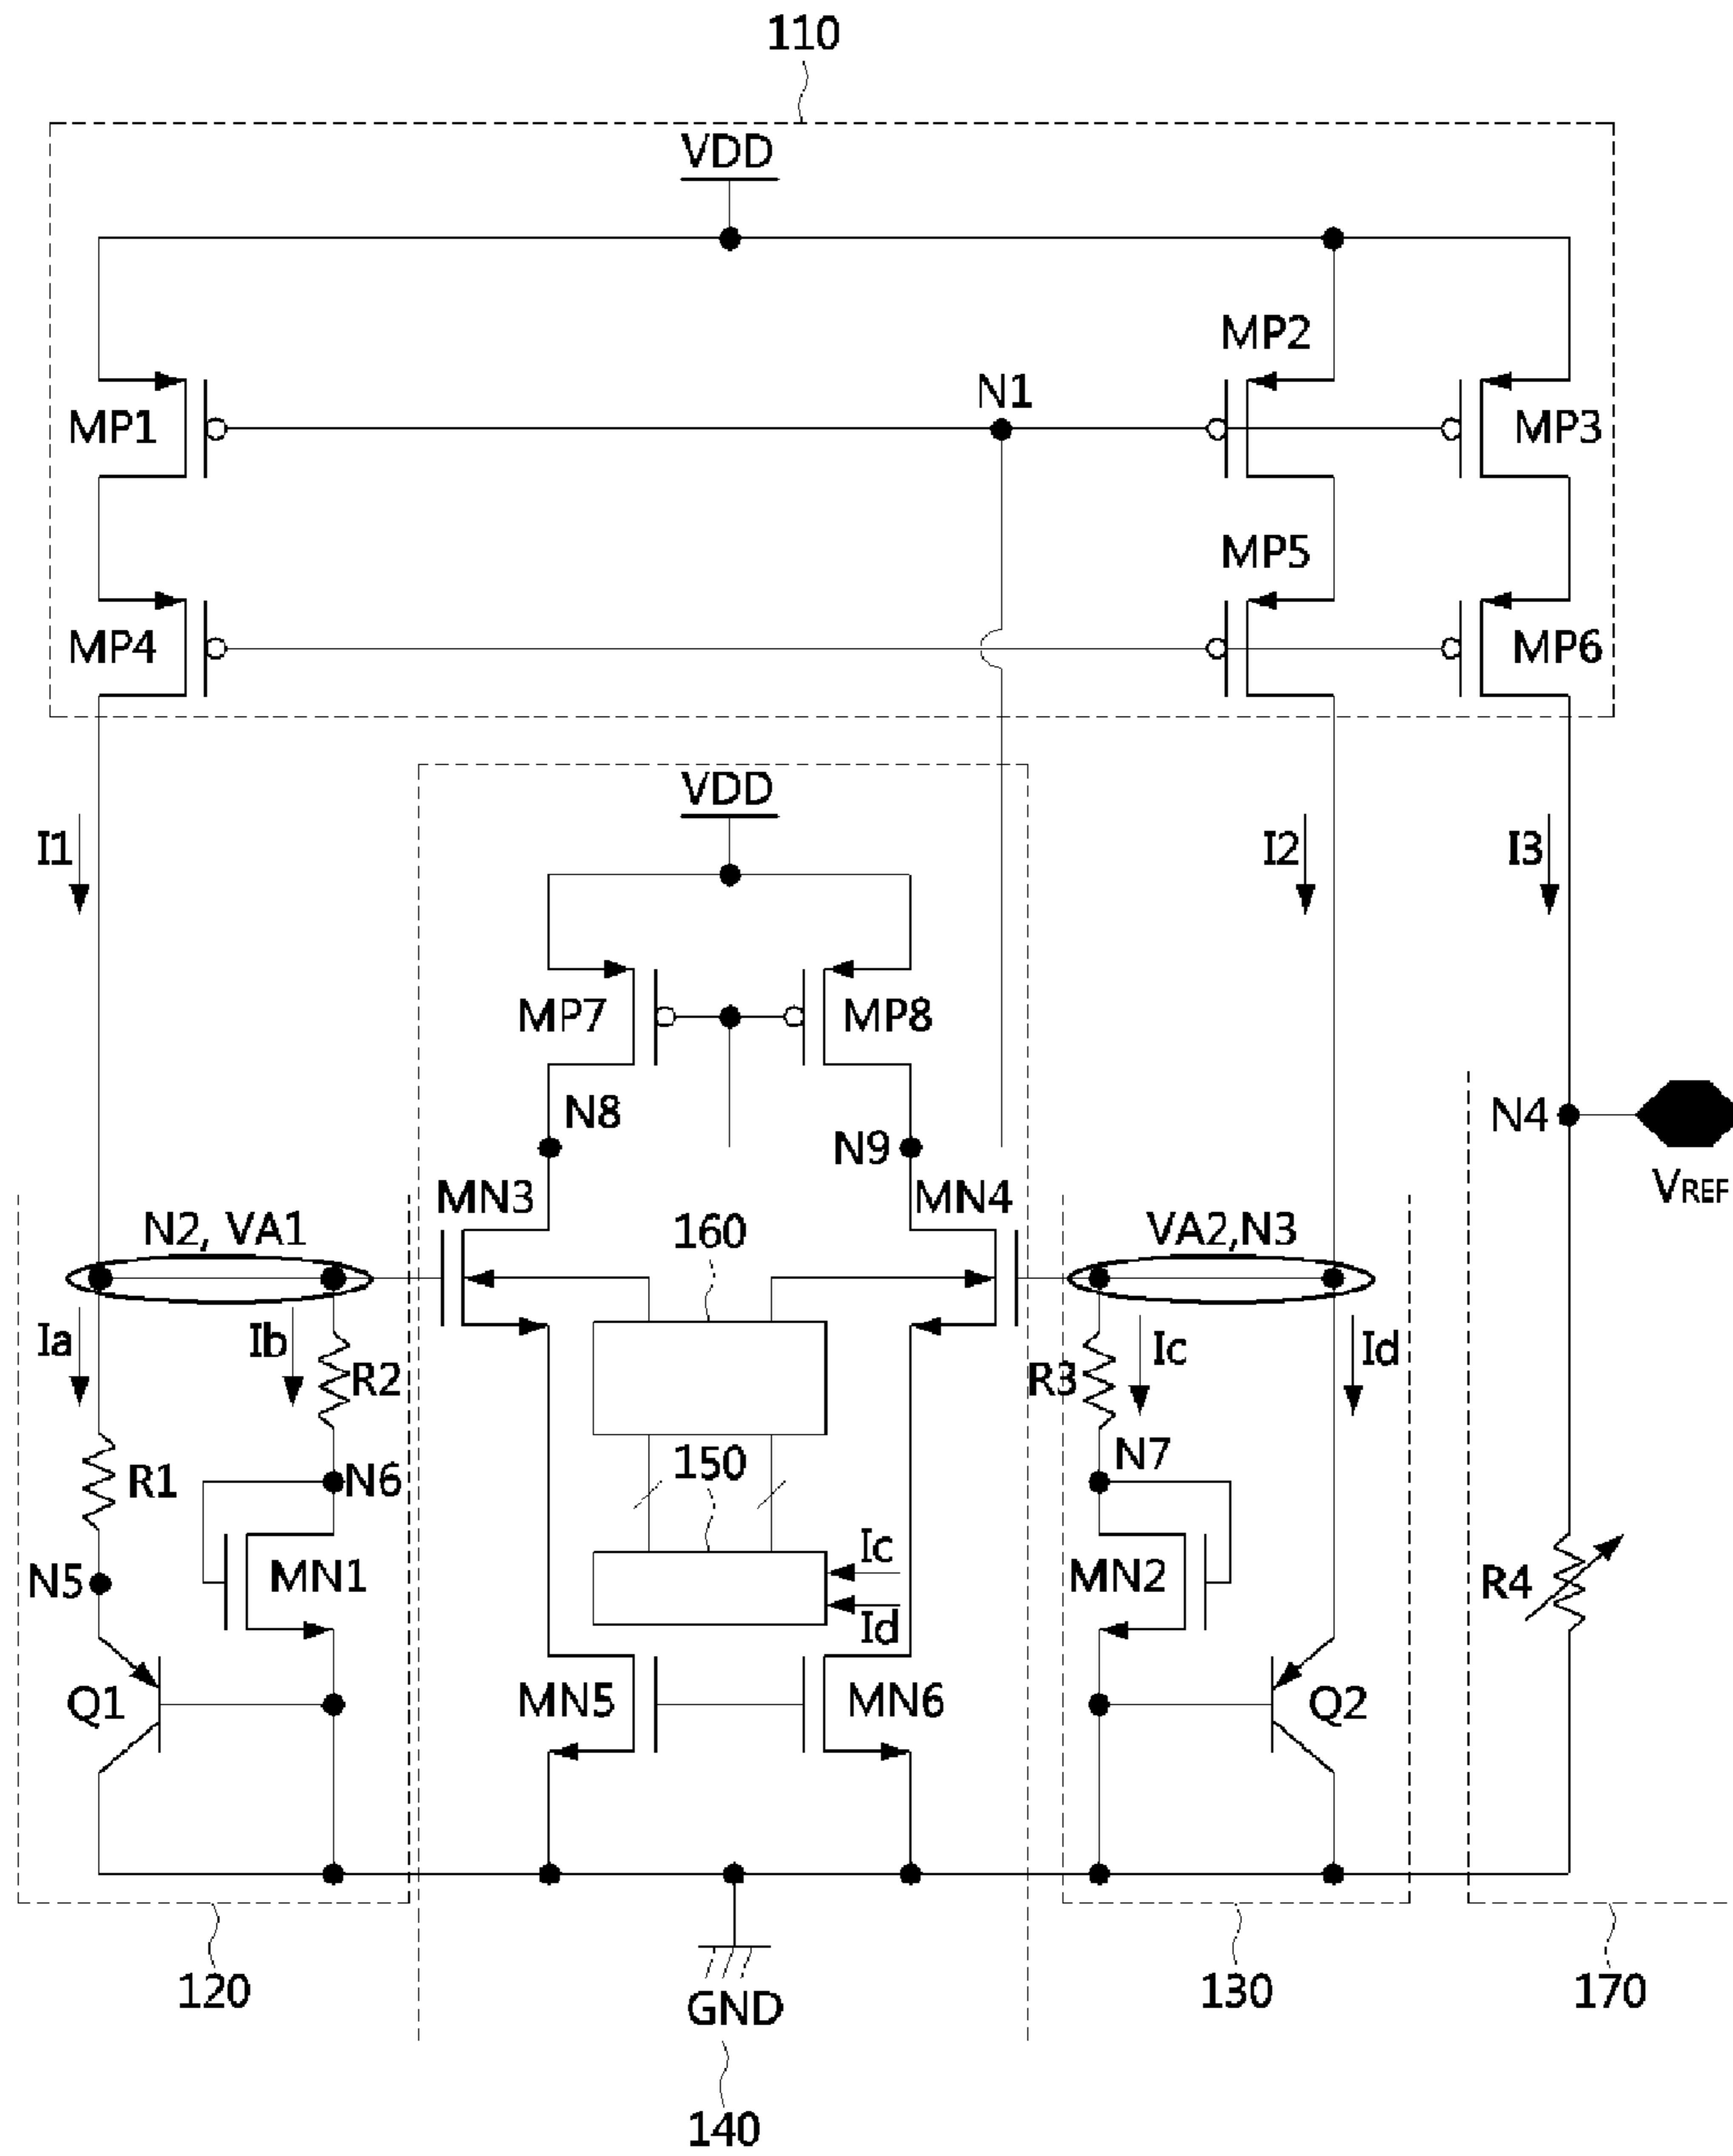 110
VDD
MP2
N1
MP1
MP3
MP5
MP4
MP6
VDD
I1
I2
I3
MP7
MP8
N8
N9
N4
MN3
MN4
VREF
N2, VA1
160
VA2,N3
Ia
Ib
R2
R3
Ic
Id
R1
N6
150
N7
N5
MN1
Ic
MN2
R4
Id
Q1
MN5
MN6
Q2
120
GND
130
170
140